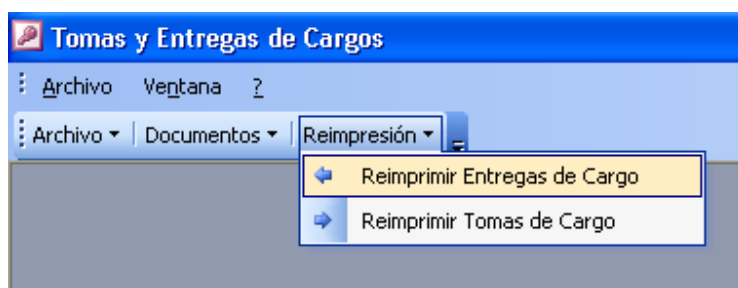 Tomas y Entregas de Cargos
Archivo Ventana ?
Archivo Documentos Reimpresión
Reimprimir Entregas de Cargo
Reimprimir Tomas de Cargo